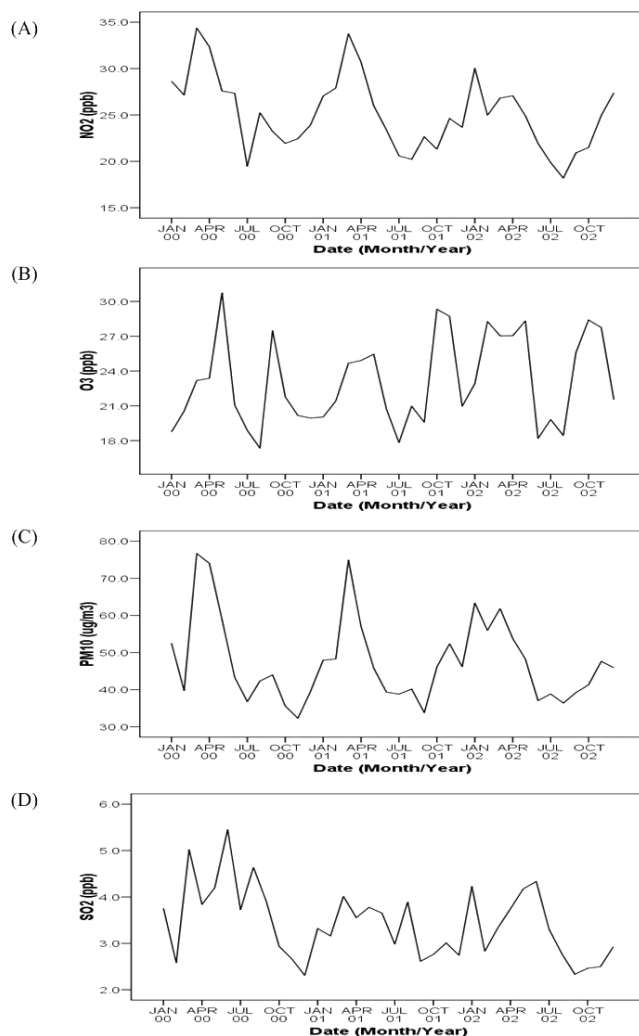 (A)
NO2 (ppb)
35.0
30.0
25.0
20.0
15.0
JAN APR JUL OCT JAN APR JUL OCT JAN APR JUL OCT
00 00 00 00 01 01 01 01 02 02 02 02
Date (Month/Year)
(B)
O3 (ppb)
30.0
27.0
24.0
21.0
18.0
JAN APR JUL OCT JAN APR JUL OCT JAN APR JUL OCT
00 00 00 00 01 01 01 01 02 02 02 02
Date (Month/Year)
(C)
PM10 (ug/m3)
80.0
70.0
60.0
50.0
40.0
30.0
JAN APR JUL OCT JAN APR JUL OCT JAN APR JUL OCT
00 00 00 00 01 01 01 01 02 02 02 02
Date (Month/Year)
(D)
SO2 (ppb)
6.0
5.0
4.0
3.0
2.0
JAN APR JUL OCT JAN APR JUL OCT JAN APR JUL OCT
00 00 00 00 01 01 01 01 02 02 02 02
Date (Month/Year)